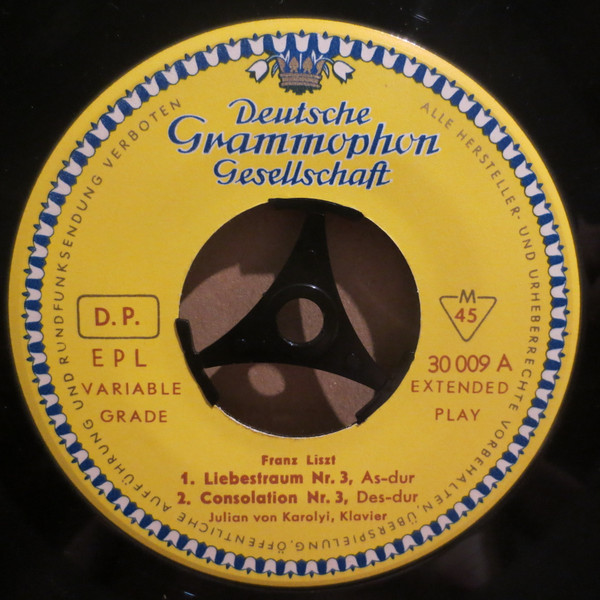 Deutsche
Grammophon
Gesellschaft
ALLE HERSTELLER- UND URHEBERRECHTE VORBEHALTEN. ÜBERSPIELUNG, ÖFFENTLICHE AUFFÜHRUNG UND RUNDFUNKSENDUNG VERBOTEN
D.P.
EPL
VARIABLE
GRADE
M
45
30 009 A
EXTENDED
PLAY
Franz Liszt
1. Liebestraum Nr. 3, As-dur
2. Consolation Nr. 3, Des-dur
Julian von Karolyi, Klavier